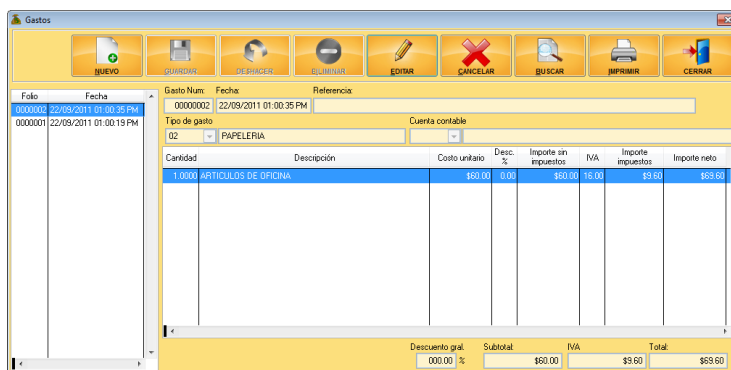 Gastos
NUEVO GUARDAR DESHACER ELIMINAR EDITAR CANCELAR BUSCAR IMPRIMIR CERRAR
Folio Fecha
0000002 22/09/2011 01:00:35 PM
0000001 22/09/2011 01:00:19 PM
Gasto Num: Fecha: Referencia:
00000002 22/09/2011 01:00:35 PM
Tipo de gasto Cuenta contable
02 PAPELERIA
Cantidad Descripción Costo unitario Desc. % Importe sin impuestos IVA Importe impuestos Importe neto
1.0000 ARTICULOS DE OFICINA $60.00 0.00 $60.00 16.00 $9.60 $69.60
Descuento gral. Subtotal: IVA Total:
000.00 % $60.00 $9.60 $69.60